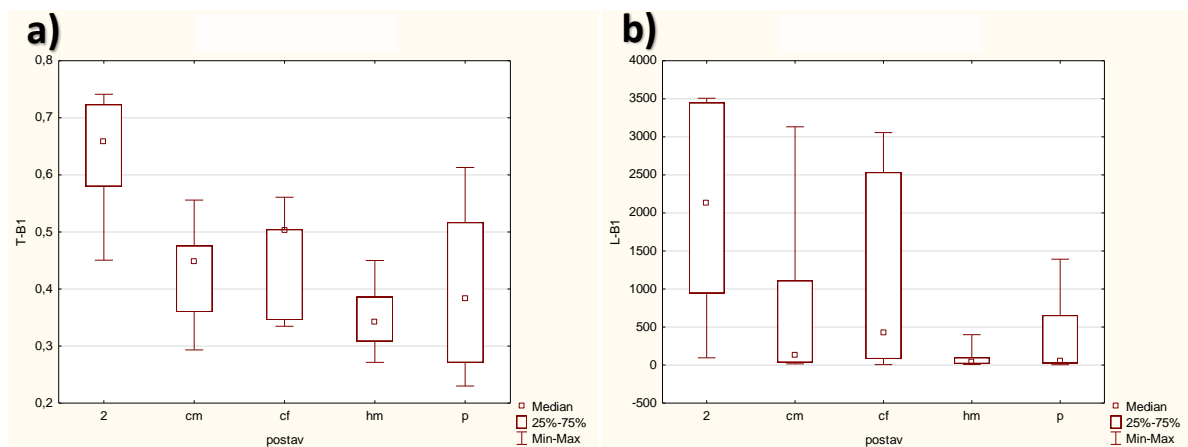 a)
0,8
0,7
0,6
0,5
0,4
0,3
0,2
T-B1
2 cm cf hm p
postav
Median
25%-75%
Min-Max
b)
4000
3500
3000
2500
2000
1500
1000
500
0
-500
L-B1
2 cm cf hm p
postav
Median
25%-75%
Min-Max